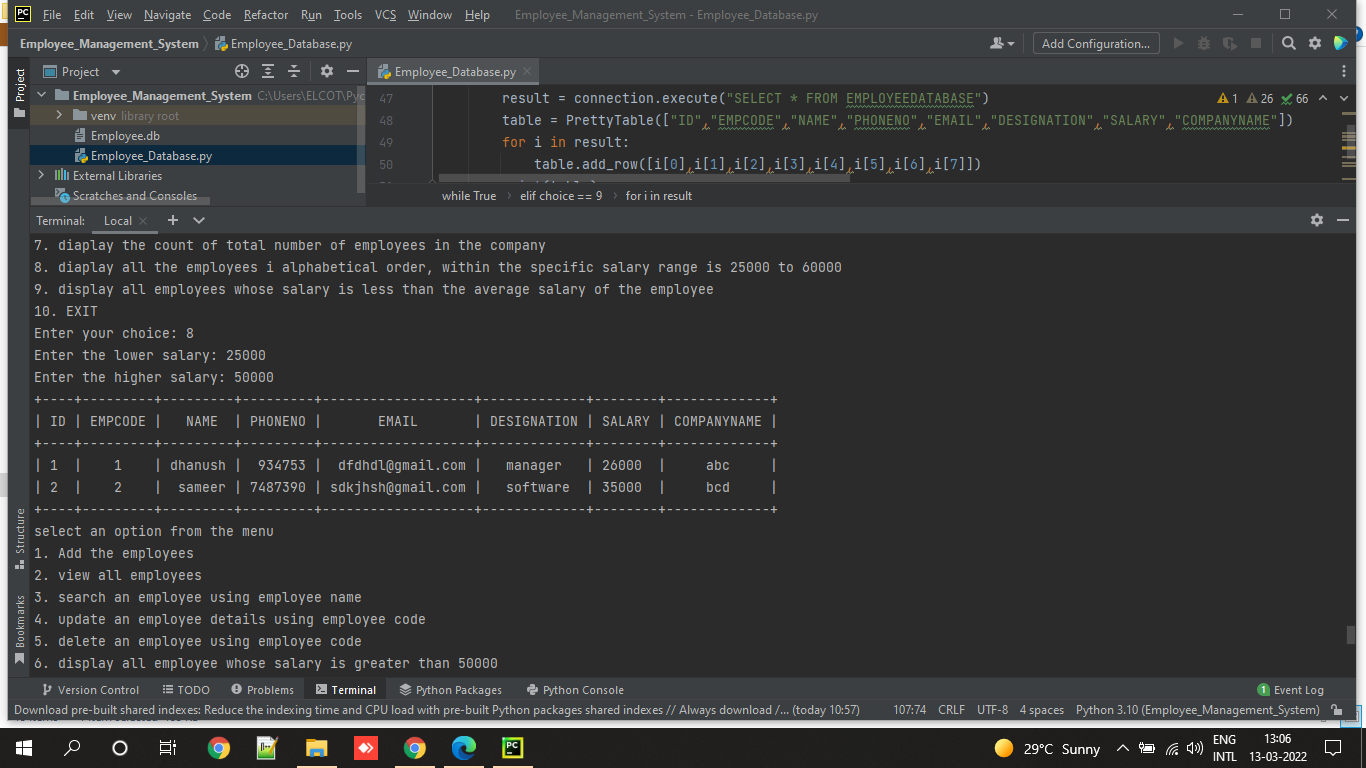 PC File Edit View Navigate Code Refactor Run Tools VCS Window Help Employee_Management_System - Employee_Database.py
Employee_Management_System Employee_Database.py Add Configuration...
Project
Project
Employee_Database.py
Employee_Management_System C:\Users\ELCOT\Pyc
venv library root
Employee.db
Employee_Database.py
External Libraries
Scratches and Consoles
47 result = connection.execute("SELECT * FROM EMPLOYEEDATABASE") 1 26 66
48 table = PrettyTable(["ID","EMPCODE","NAME","PHONENO","EMAIL","DESIGNATION","SALARY","COMPANYNAME"])
49 for i in result:
50 table.add_row([i[0],i[1],i[2],i[3],i[4],i[5],i[6],i[7]])
while True elif choice == 9 for i in result
Terminal: Local
7. diaplay the count of total number of employees in the company
8. diaplay all the employees i alphabetical order, within the specific salary range is 25000 to 60000
9. display all employees whose salary is less than the average salary of the employee
10. EXIT
Enter your choice: 8
Enter the lower salary: 25000
Enter the higher salary: 50000
+----+---------+---------+---------+-------------------+-------------+--------+-------------+
| ID | EMPCODE | NAME | PHONENO | EMAIL | DESIGNATION | SALARY | COMPANYNAME |
+----+---------+---------+---------+-------------------+-------------+--------+-------------+
| 1 | 1 | dhanush | 934753 | dfdhdl@gmail.com | manager | 26000 | abc |
| 2 | 2 | sameer | 7487390 | sdkjhsh@gmail.com | software | 35000 | bcd |
+----+---------+---------+---------+-------------------+-------------+--------+-------------+
select an option from the menu
1. Add the employees
2. view all employees
3. search an employee using employee name
4. update an employee details using employee code
5. delete an employee using employee code
6. display all employee whose salary is greater than 50000
Structure
Bookmarks
Version Control TODO Problems Terminal Python Packages Python Console 1 Event Log
Download pre-built shared indexes: Reduce the indexing time and CPU load with pre-built Python packages shared indexes // Always download /... (today 10:57) 107:74 CRLF UTF-8 4 spaces Python 3.10 (Employee_Management_System)
PC 29°C Sunny ENG INTL 13:06 13-03-2022